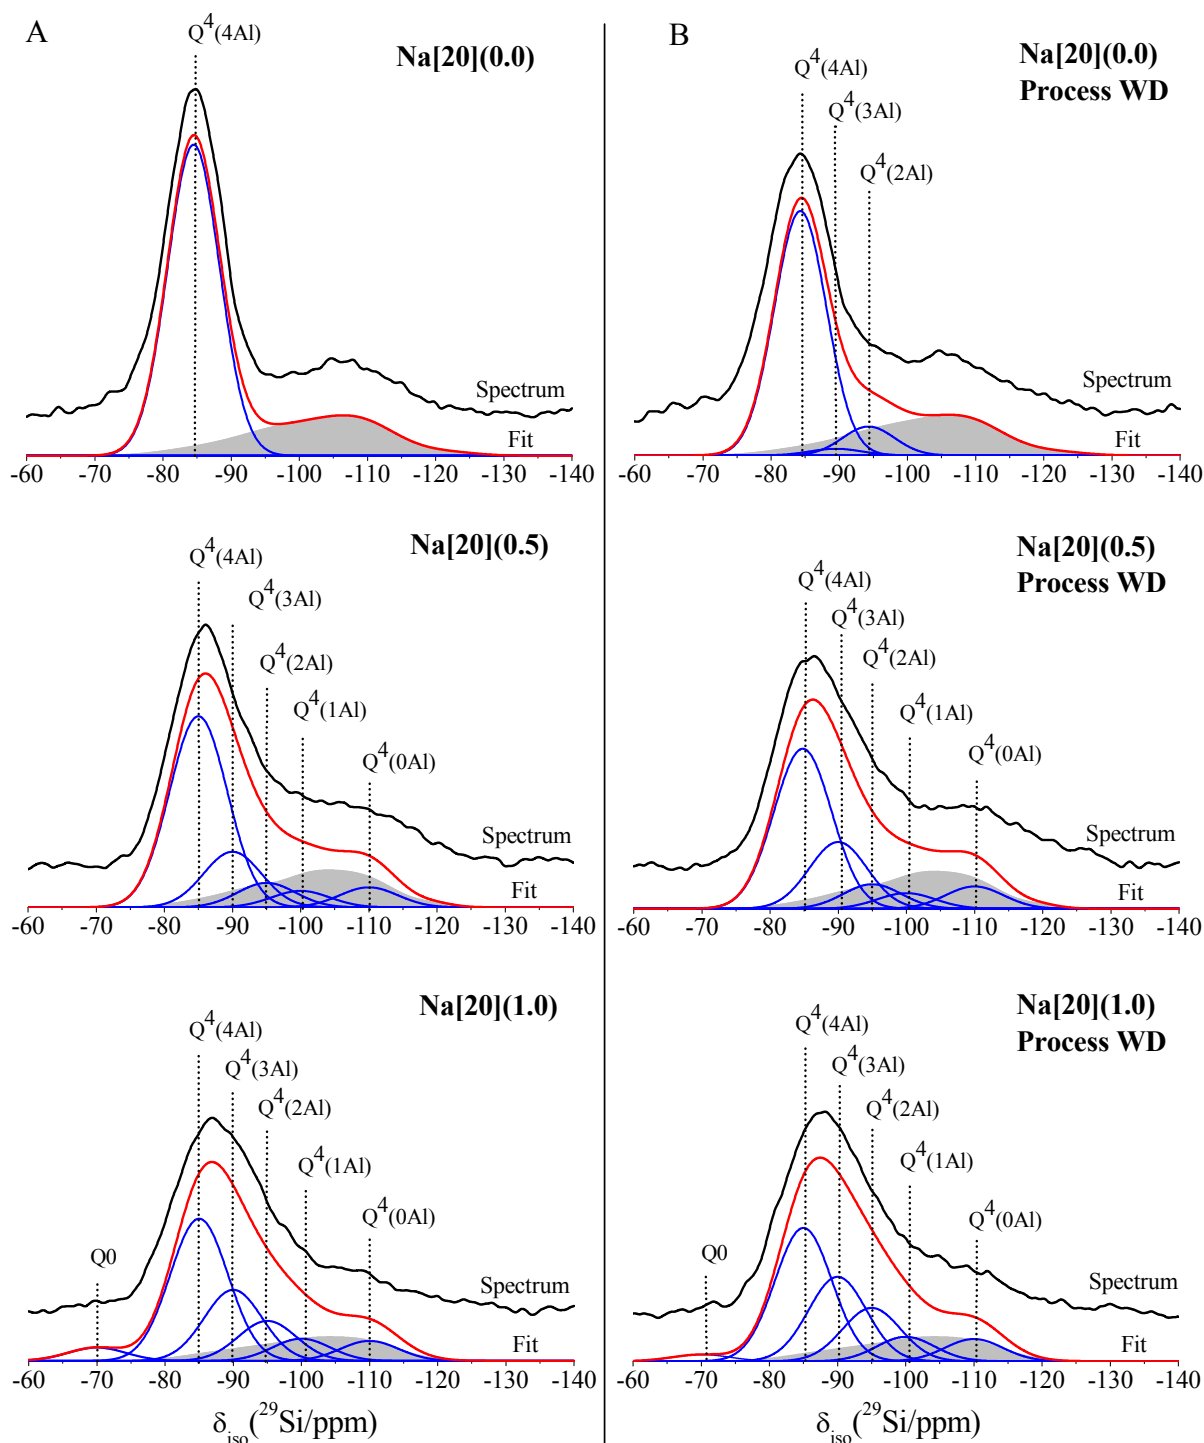 A
Q4(4Al)
Na[20](0.0)
Spectrum
Fit
-60 -70 -80 -90 -100 -110 -120 -130 -140
Na[20](0.5)
Q4(4Al)
Q4(3Al)
Q4(2Al)
Q4(1Al)
Q4(0Al)
Spectrum
Fit
-60 -70 -80 -90 -100 -110 -120 -130 -140
Na[20](1.0)
Q4(4Al)
Q4(3Al)
Q4(2Al)
Q4(1Al)
Q4(0Al)
Q0
Spectrum
Fit
-60 -70 -80 -90 -100 -110 -120 -130 -140
δiso(29Si/ppm)
B
Na[20](0.0)
Process WD
Q4(4Al)
Q4(3Al)
Q4(2Al)
Spectrum
Fit
-60 -70 -80 -90 -100 -110 -120 -130 -140
Na[20](0.5)
Process WD
Q4(4Al)
Q4(3Al)
Q4(2Al)
Q4(1Al)
Q4(0Al)
Spectrum
Fit
-60 -70 -80 -90 -100 -110 -120 -130 -140
Na[20](1.0)
Process WD
Q4(4Al)
Q4(3Al)
Q4(2Al)
Q4(1Al)
Q4(0Al)
Q0
Spectrum
Fit
-60 -70 -80 -90 -100 -110 -120 -130 -140
δiso(29Si/ppm)